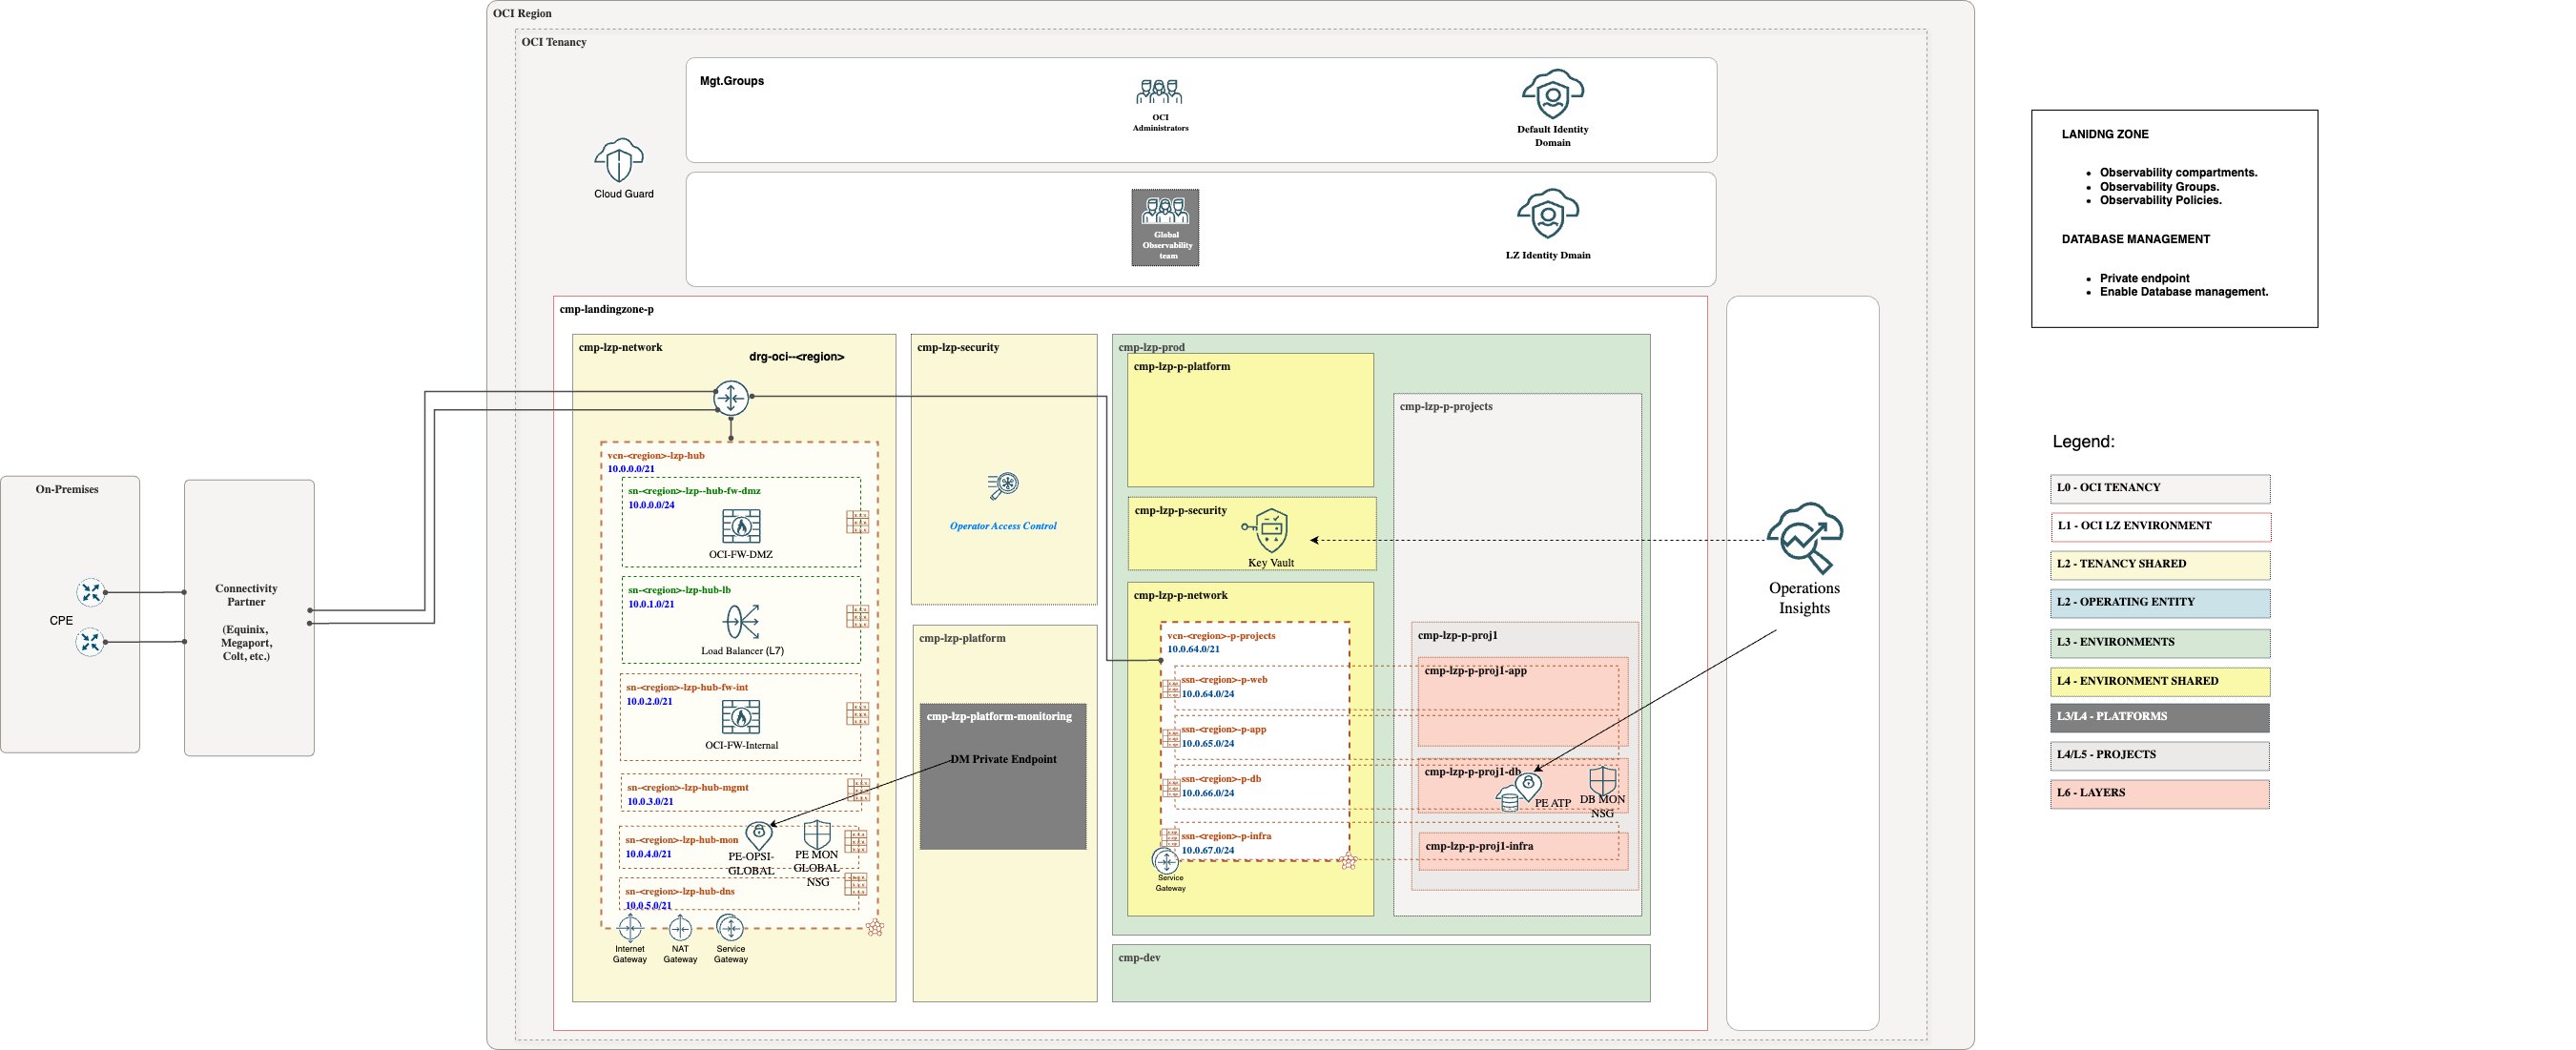 OCI Region
OCI Tenancy
Mgt.Groups
OCI
Administrators
Default Identity
Domain
Cloud Guard
Global
Observability
team
LZ Identity Dmain
LANIDNG ZONE
• Observability compartments.
• Observability Groups.
• Observability Policies.
DATABASE MANAGEMENT
• Private endpoint
• Enable Database management.
cmp-landingzone-p
cmp-lzp-network
drg-oci--<region>
vcn-<region>-lzp-hub
10.0.0.0/21
sn-<region>-lzp--hub-fw-dmz
10.0.0.0/24
OCI-FW-DMZ
sn-<region>-lzp-hub-lb
10.0.1.0/21
Load Balancer (L7)
sn-<region>-lzp-hub-fw-int
10.0.2.0/21
OCI-FW-Internal
sn-<region>-lzp-hub-mgmt
10.0.3.0/21
sn-<region>-lzp-hub-mon
10.0.4.0/21
PE-OPSI-
GLOBAL
PE MON
GLOBAL
NSG
sn-<region>-lzp-hub-dns
10.0.5.0/21
Internet
Gateway
NAT
Gateway
Service
Gateway
cmp-lzp-security
Operator Access Control
cmp-lzp-platform
cmp-lzp-platform-monitoring
DM Private Endpoint
cmp-lzp-prod
cmp-lzp-p-platform
cmp-lzp-p-security
Key Vault
cmp-lzp-p-network
vcn-<region>-p-projects
10.0.64.0/21
ssn-<region>-p-web
10.0.64.0/24
ssn-<region>-p-app
10.0.65.0/24
ssn-<region>-p-db
10.0.66.0/24
ssn-<region>-p-infra
10.0.67.0/24
Service
Gateway
cmp-lzp-p-projects
cmp-lzp-p-proj1
cmp-lzp-p-proj1-app
cmp-lzp-p-proj1-db
PE ATP
DB MON
NSG
cmp-lzp-p-proj1-infra
cmp-dev
Operations
Insights
On-Premises
CPE
Connectivity
Partner
(Equinix,
Megaport,
Colt, etc.)
Legend:
L0 - OCI TENANCY
L1 - OCI LZ ENVIRONMENT
L2 - TENANCY SHARED
L2 - OPERATING ENTITY
L3 - ENVIRONMENTS
L4 - ENVIRONMENT SHARED
L3/L4 - PLATFORMS
L4/L5 - PROJECTS
L6 - LAYERS